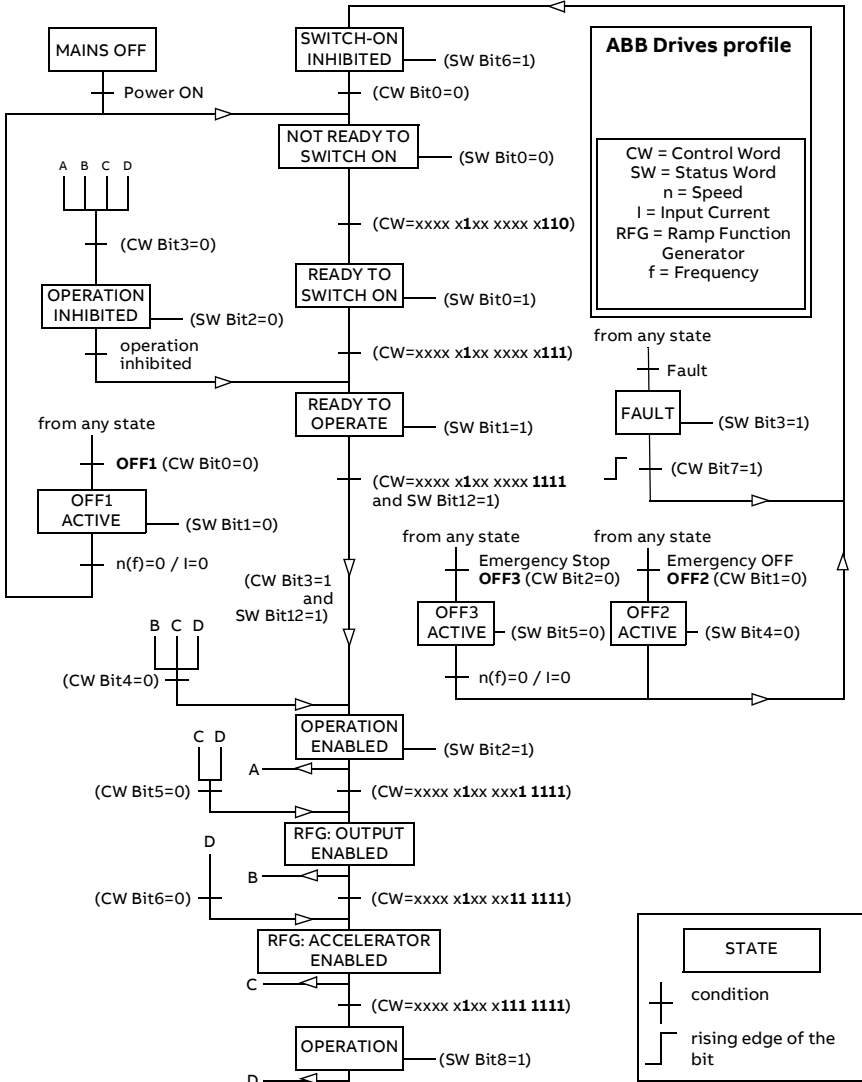 MAINS OFF
Power ON
SWITCH-ON
INHIBITED
(SW Bit6=1)
(CW Bit0=0)
ABB Drives profile
CW = Control Word
SW = Status Word
n = Speed
I = Input Current
RFG = Ramp Function
Generator
f = Frequency
NOT READY TO
SWITCH ON
(SW Bit0=0)
A B C D
(CW Bit3=0)
(CW=xxxx x1xx xxxx x110)
OPERATION
INHIBITED
(SW Bit2=0)
operation
inhibited
READY TO
SWITCH ON
(SW Bit0=1)
(CW=xxxx x1xx xxxx x111)
from any state
Fault
FAULT
(SW Bit3=1)
(CW Bit7=1)
READY TO
OPERATE
(SW Bit1=1)
from any state
OFF1 (CW Bit0=0)
OFF1
ACTIVE
(SW Bit1=0)
n(f)=0 / I=0
(CW=xxxx x1xx xxxx 1111
and SW Bit12=1)
(CW Bit3=1
and
SW Bit12=1)
from any state
Emergency Stop
OFF3 (CW Bit2=0)
OFF3
ACTIVE
(SW Bit5=0)
n(f)=0 / I=0
from any state
Emergency OFF
OFF2 (CW Bit1=0)
OFF2
ACTIVE
(SW Bit4=0)
B C D
(CW Bit4=0)
OPERATION
ENABLED
(SW Bit2=1)
A
C D
(CW Bit5=0)
(CW=xxxx x1xx xxx1 1111)
RFG: OUTPUT
ENABLED
B
D
(CW Bit6=0)
(CW=xxxx x1xx xx11 1111)
RFG: ACCELERATOR
ENABLED
C
(CW=xxxx x1xx x111 1111)
OPERATION
(SW Bit8=1)
D
STATE
condition
rising edge of the
bit